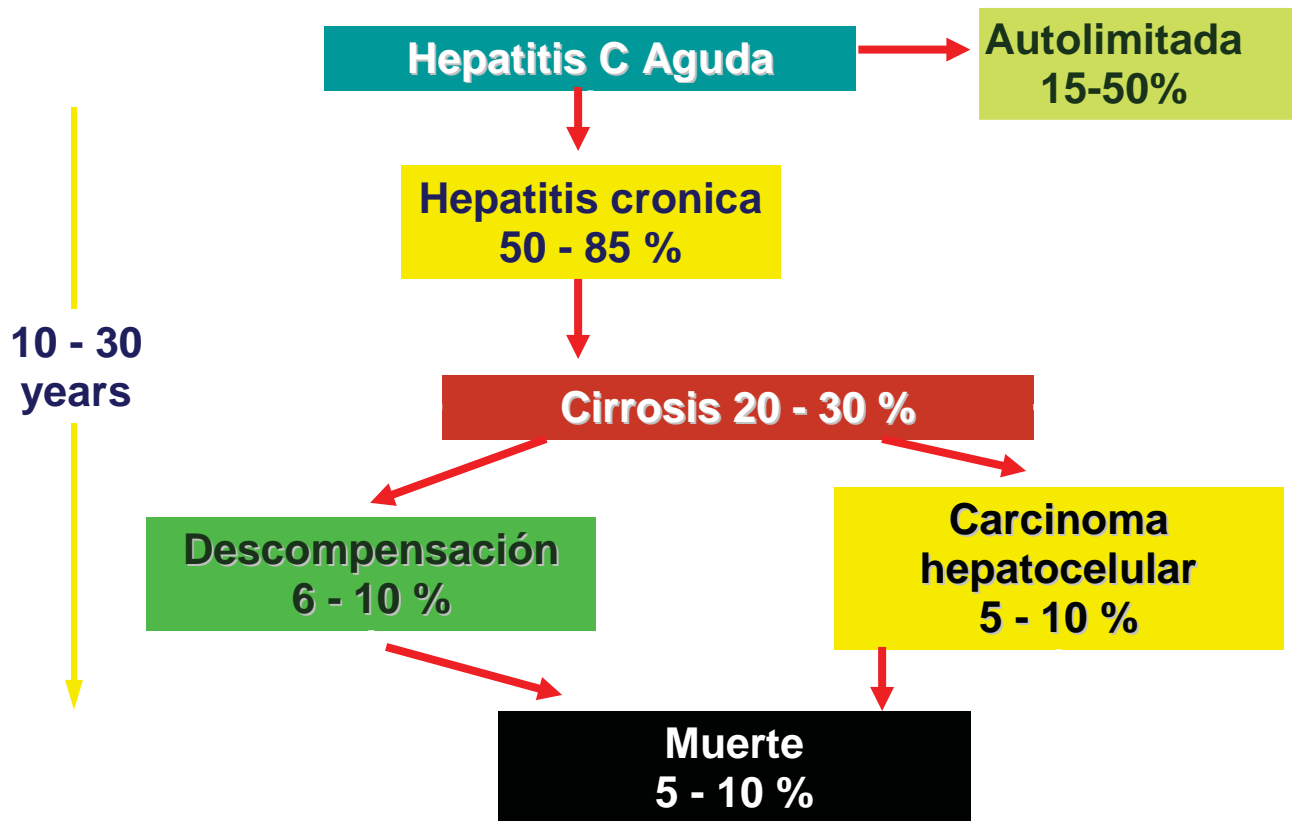 Hepatitis C Aguda
Autolimitada
15-50%
Hepatitis cronica
50 - 85 %
10 - 30
years
Cirrosis 20 - 30 %
Descompensación
6 - 10 %
Carcinoma
hepatocelular
5 - 10 %
Muerte
5 - 10 %